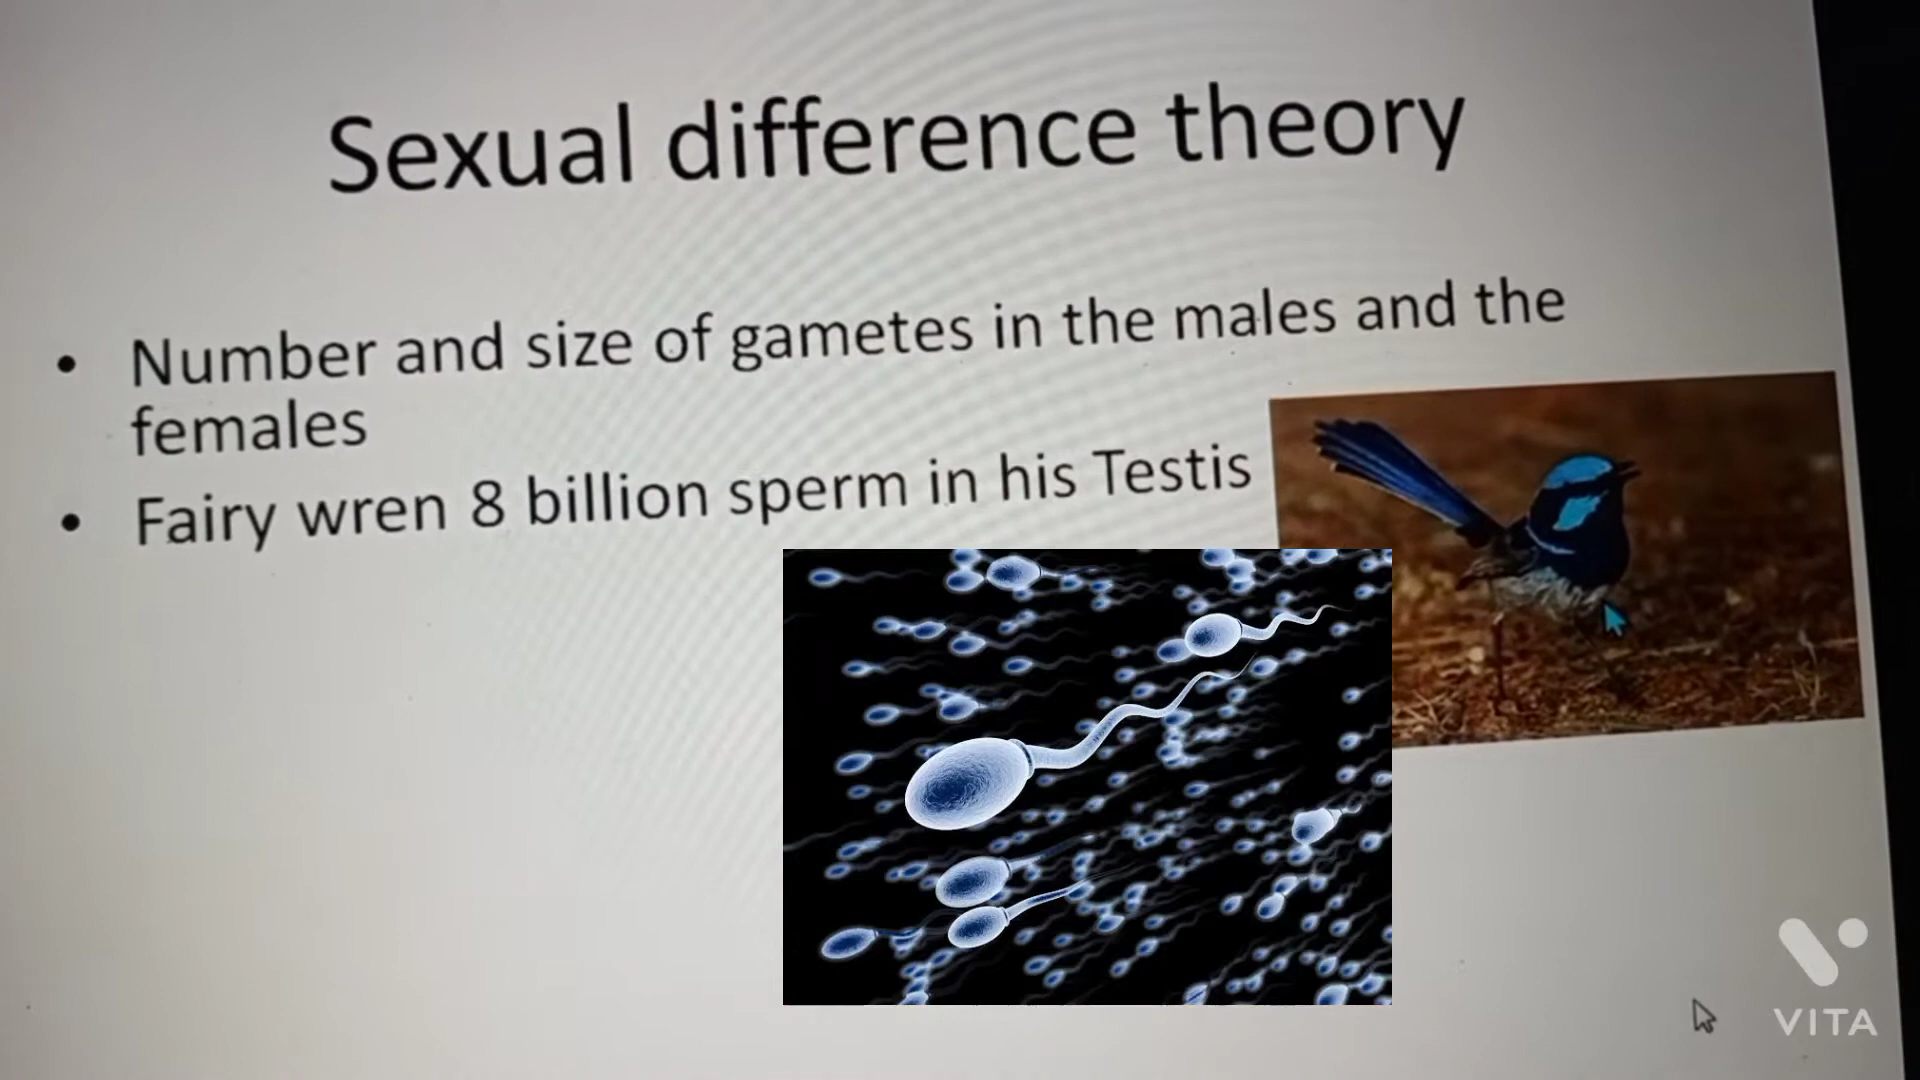 Sexual difference theory
• Number and size of gametes in the males and the
females
• Fairy wren 8 billion sperm in his Testis
VITA